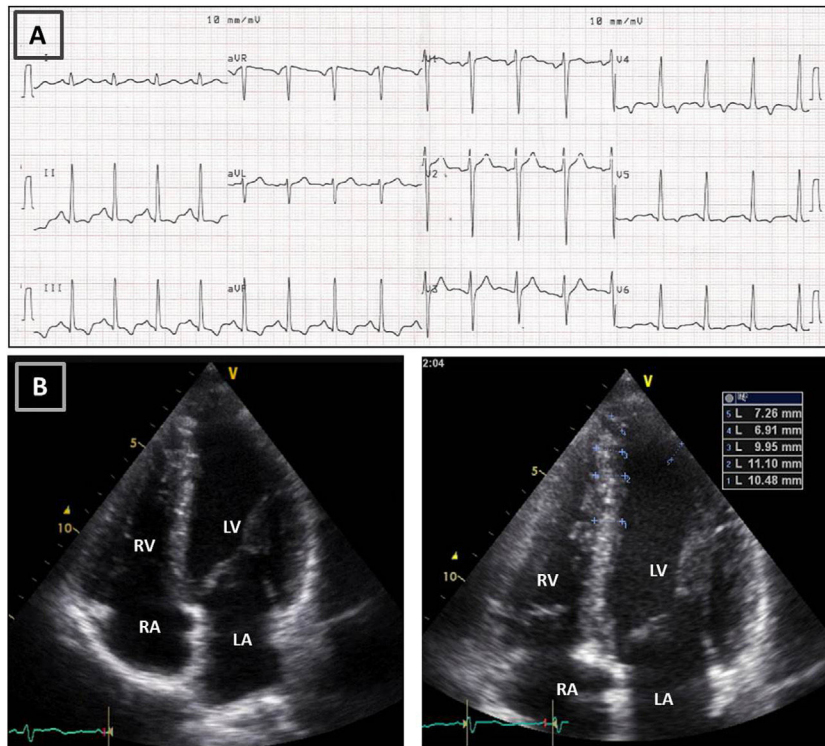 A
10 mm/mV
10 mm/mV
I
aVR
V1
V4
II
aVL
V2
V5
III
aVF
V3
V6
B
V
5
10
RV
LV
RA
LA
2:04
V
5 L 7.26 mm
4 L 6.91 mm
3 L 9.95 mm
2 L 11.10 mm
1 L 10.48 mm
5
10
RV
LV
RA
LA